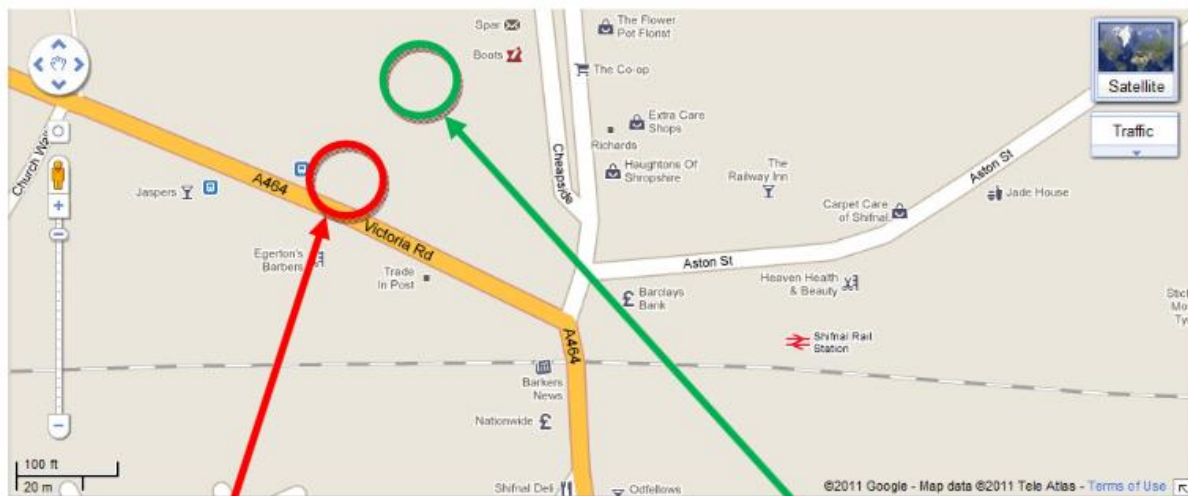 Spar
Boots
The Flower
Pot Florist
The Co-op
Satellite
Traffic
Extra Care
Shops
Richards
Haughtons Of
Shropshire
Cheapside
The
Railway Inn
Aston St
Jade House
Carpet Care
of Shifnal
Jaspers
A464
Victoria Rd
Egerton's
Barbers
Trade
In Post
Aston St
Barclays
Bank
Heaven Health
& Beauty
Shifnal Rail
Station
A464
Barkers
News
Nationwide
Shifnal Deli
Oddfellows
100 ft
20 m
©2011 Google - Map data ©2011 Tele Atlas - Terms of Use